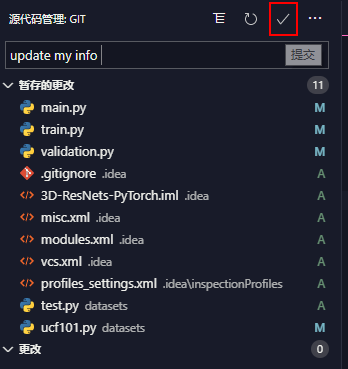 源代码管理: GIT
update my info 提交
暂存的更改 11
main.py M
train.py M
validation.py M
.gitignore .idea A
3D-ResNets-PyTorch.iml .idea A
misc.xml .idea A
modules.xml .idea A
vcs.xml .idea A
profiles_settings.xml .idea\inspectionProfiles A
test.py datasets A
ucf101.py datasets M
更改 0